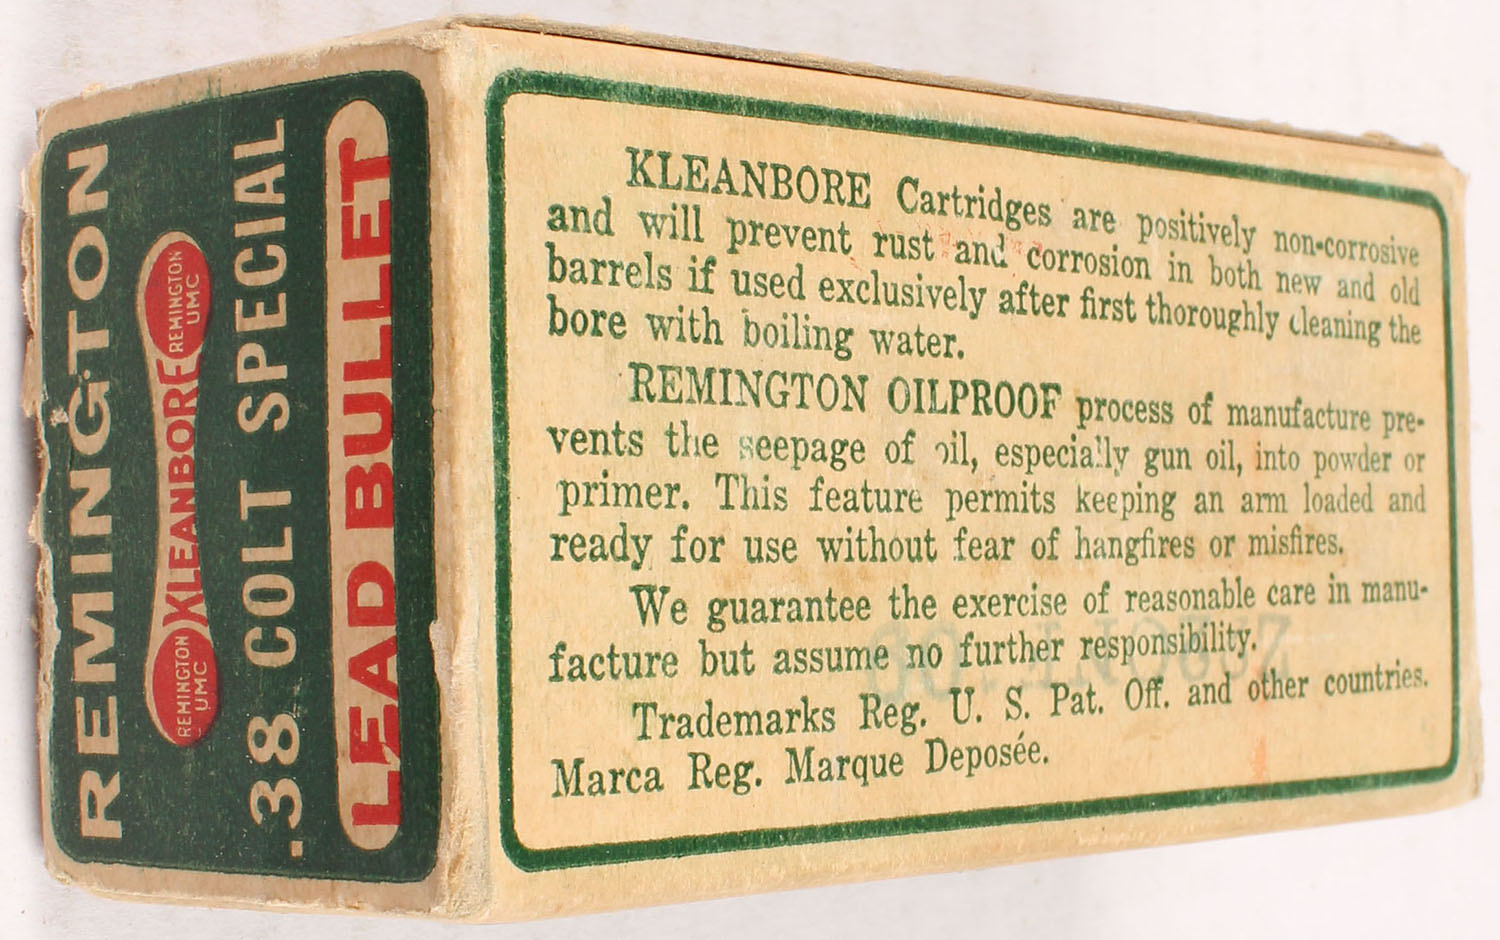 REMINGTON
REMINGTON
UMC
KLEANBORE
REMINGTON
UMC
.38 COLT SPECIAL
LEAD BULLET
KLEANBORE Cartridges are positively non-corrosive
and will prevent rust and corrosion in both new and old
barrels if used exclusively after first thoroughly cleaning the
bore with boiling water.
REMINGTON OILPROOF process of manufacture pre-
vents the seepage of oil, especially gun oil, into powder or
primer. This feature permits keeping an arm loaded and
ready for use without fear of hangfires or misfires.
We guarantee the exercise of reasonable care in manu-
facture but assume no further responsibility.
Trademarks Reg. U. S. Pat. Off. and other countries.
Marca Reg. Marque Deposée.